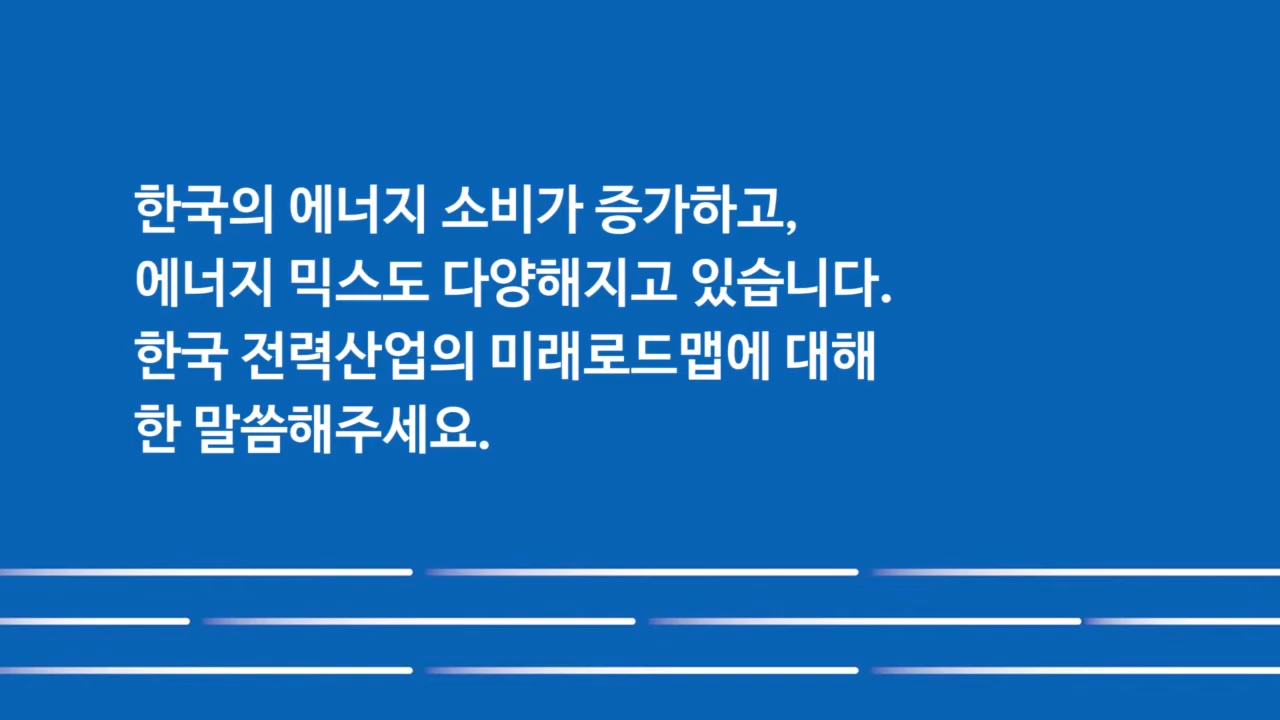 한국의 에너지 소비가 증가하고,
에너지 믹스도 다양해지고 있습니다.
한국 전력산업의 미래로드맵에 대해
한 말씀해주세요.